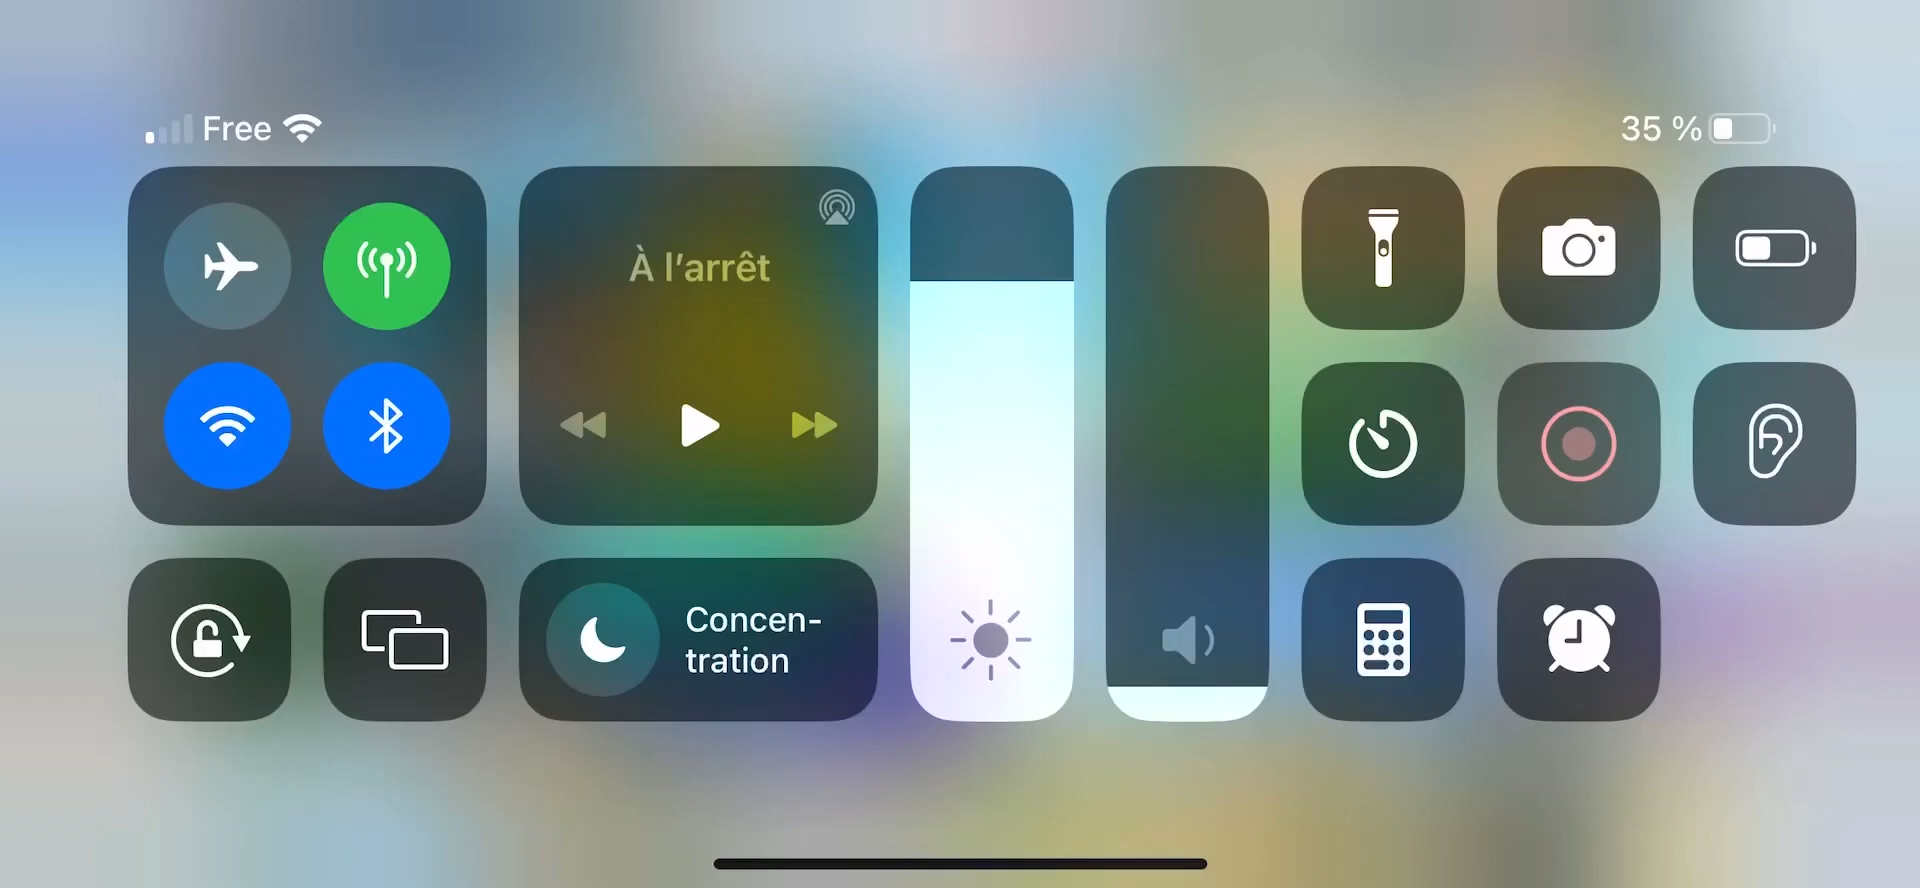 Free
35 %
À l’arrêt
Concen-
tration